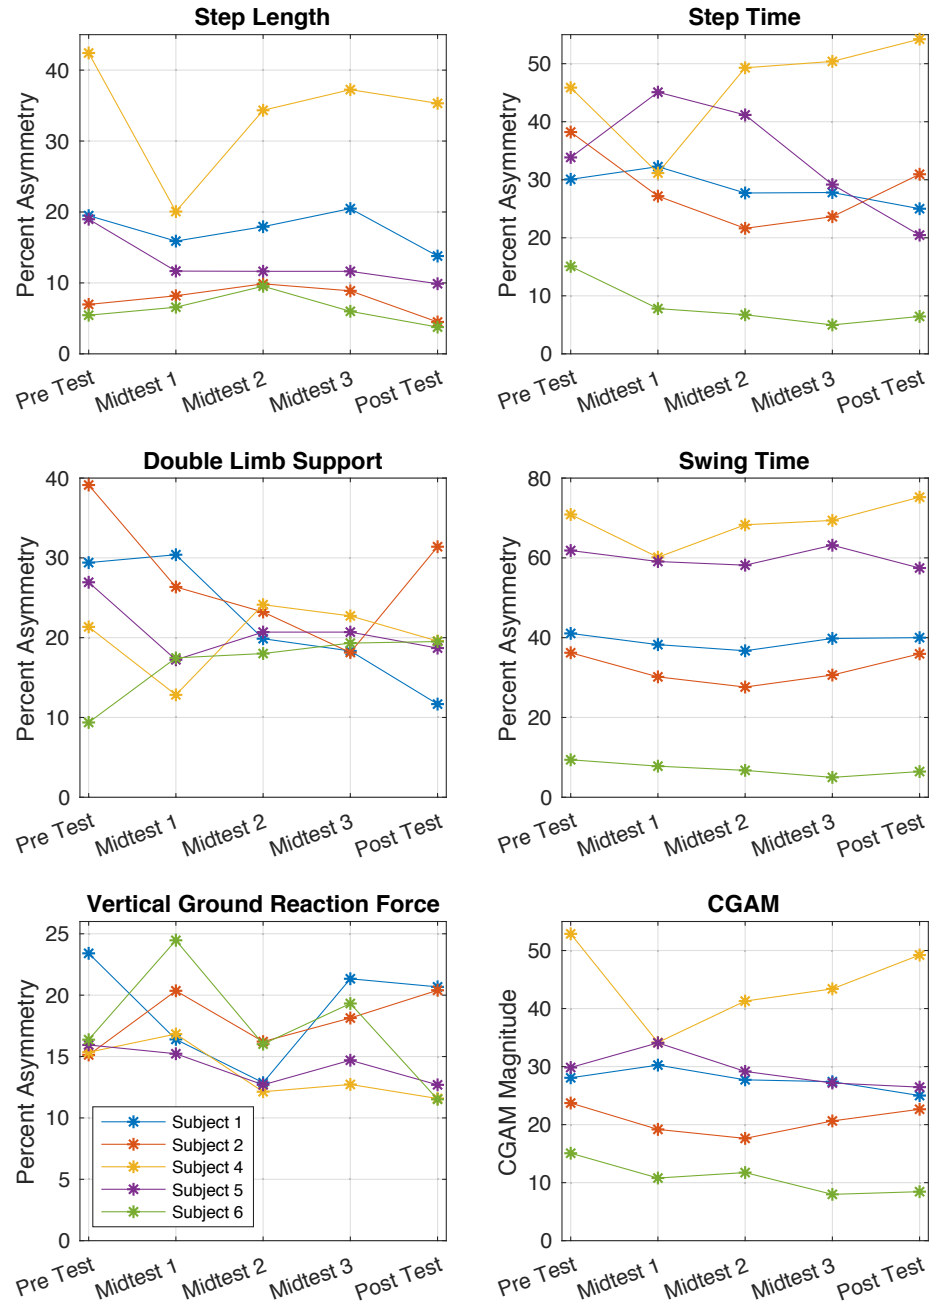 Step Length
Percent Asymmetry
40
30
20
10
0
Pre Test
Midtest 1
Midtest 2
Midtest 3
Post Test
Step Time
Percent Asymmetry
50
40
30
20
10
0
Pre Test
Midtest 1
Midtest 2
Midtest 3
Post Test
Double Limb Support
Percent Asymmetry
40
30
20
10
0
Pre Test
Midtest 1
Midtest 2
Midtest 3
Post Test
Swing Time
Percent Asymmetry
80
60
40
20
0
Pre Test
Midtest 1
Midtest 2
Midtest 3
Post Test
Vertical Ground Reaction Force
Percent Asymmetry
25
20
15
10
5
0
Subject 1
Subject 2
Subject 4
Subject 5
Subject 6
Pre Test
Midtest 1
Midtest 2
Midtest 3
Post Test
CGAM
CGAM Magnitude
50
40
30
20
10
0
Pre Test
Midtest 1
Midtest 2
Midtest 3
Post Test